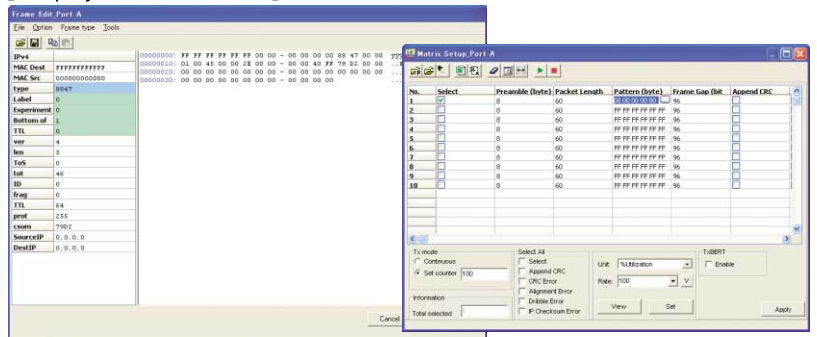 Frame Edit_Port A
File Option Frame type Tools
IPv4
MAC Dest FFFFFFFFFFFF
MAC Src 000000000000
type 8847
Label 0
Experiment 0
Bottom of 1
TTL 0
ver 4
len 5
ToS 0
tot 46
ID 0
frag 0
TTL 64
prot 255
csum 79D2
SourceIP 0.0.0.0
DestIP 0.0.0.0
00000000: FF FF FF FF FF FF 00 00 - 00 00 00 00 88 47 00 00
00000010: 01 00 45 00 00 2E 00 00 - 00 00 40 FF 79 D2 00 00
00000020: 00 00 00 00 00 00 00 00 - 00 00 00 00 00 00 00 00
00000030: 00 00 00 00 00 00 00 00 - 00 00 00 00
Cancel
Matrix Setup_Port A
No. Select Preamble (byte) Packet Length Pattern (byte) Frame Gap (bit Append CRC
1 8 60 00 00 00 00 00 ... 96
2 8 60 FF FF FF FF FF FF 96
3 8 60 FF FF FF FF FF FF 96
4 8 60 FF FF FF FF FF FF 96
5 8 60 FF FF FF FF FF FF 96
6 8 60 FF FF FF FF FF FF 96
7 8 60 FF FF FF FF FF FF 96
8 8 60 FF FF FF FF FF FF 96
9 8 60 FF FF FF FF FF FF 96
10 8 60 FF FF FF FF FF FF 96
Tx mode
Continuous
Set counter 100
Information
Total selected 1
Select All
Select
Append CRC
CRC Error
Alignment Error
Dribble Error
IP Checksum Error
Unit: %Utilization
Rate: 100 V
View Set
TxBERT
Enable
Apply